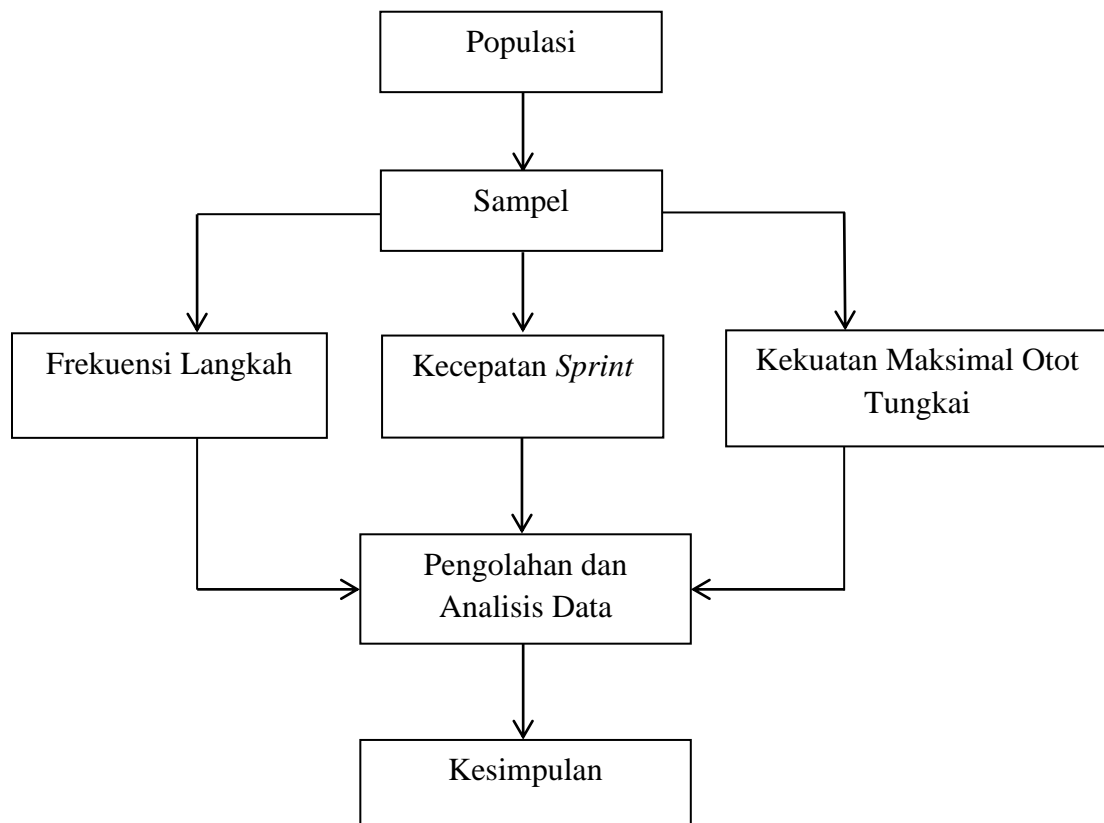 Populasi
Sampel
Frekuensi Langkah
Kecepatan Sprint
Kekuatan Maksimal Otot
Tungkai
Pengolahan dan
Analisis Data
Kesimpulan